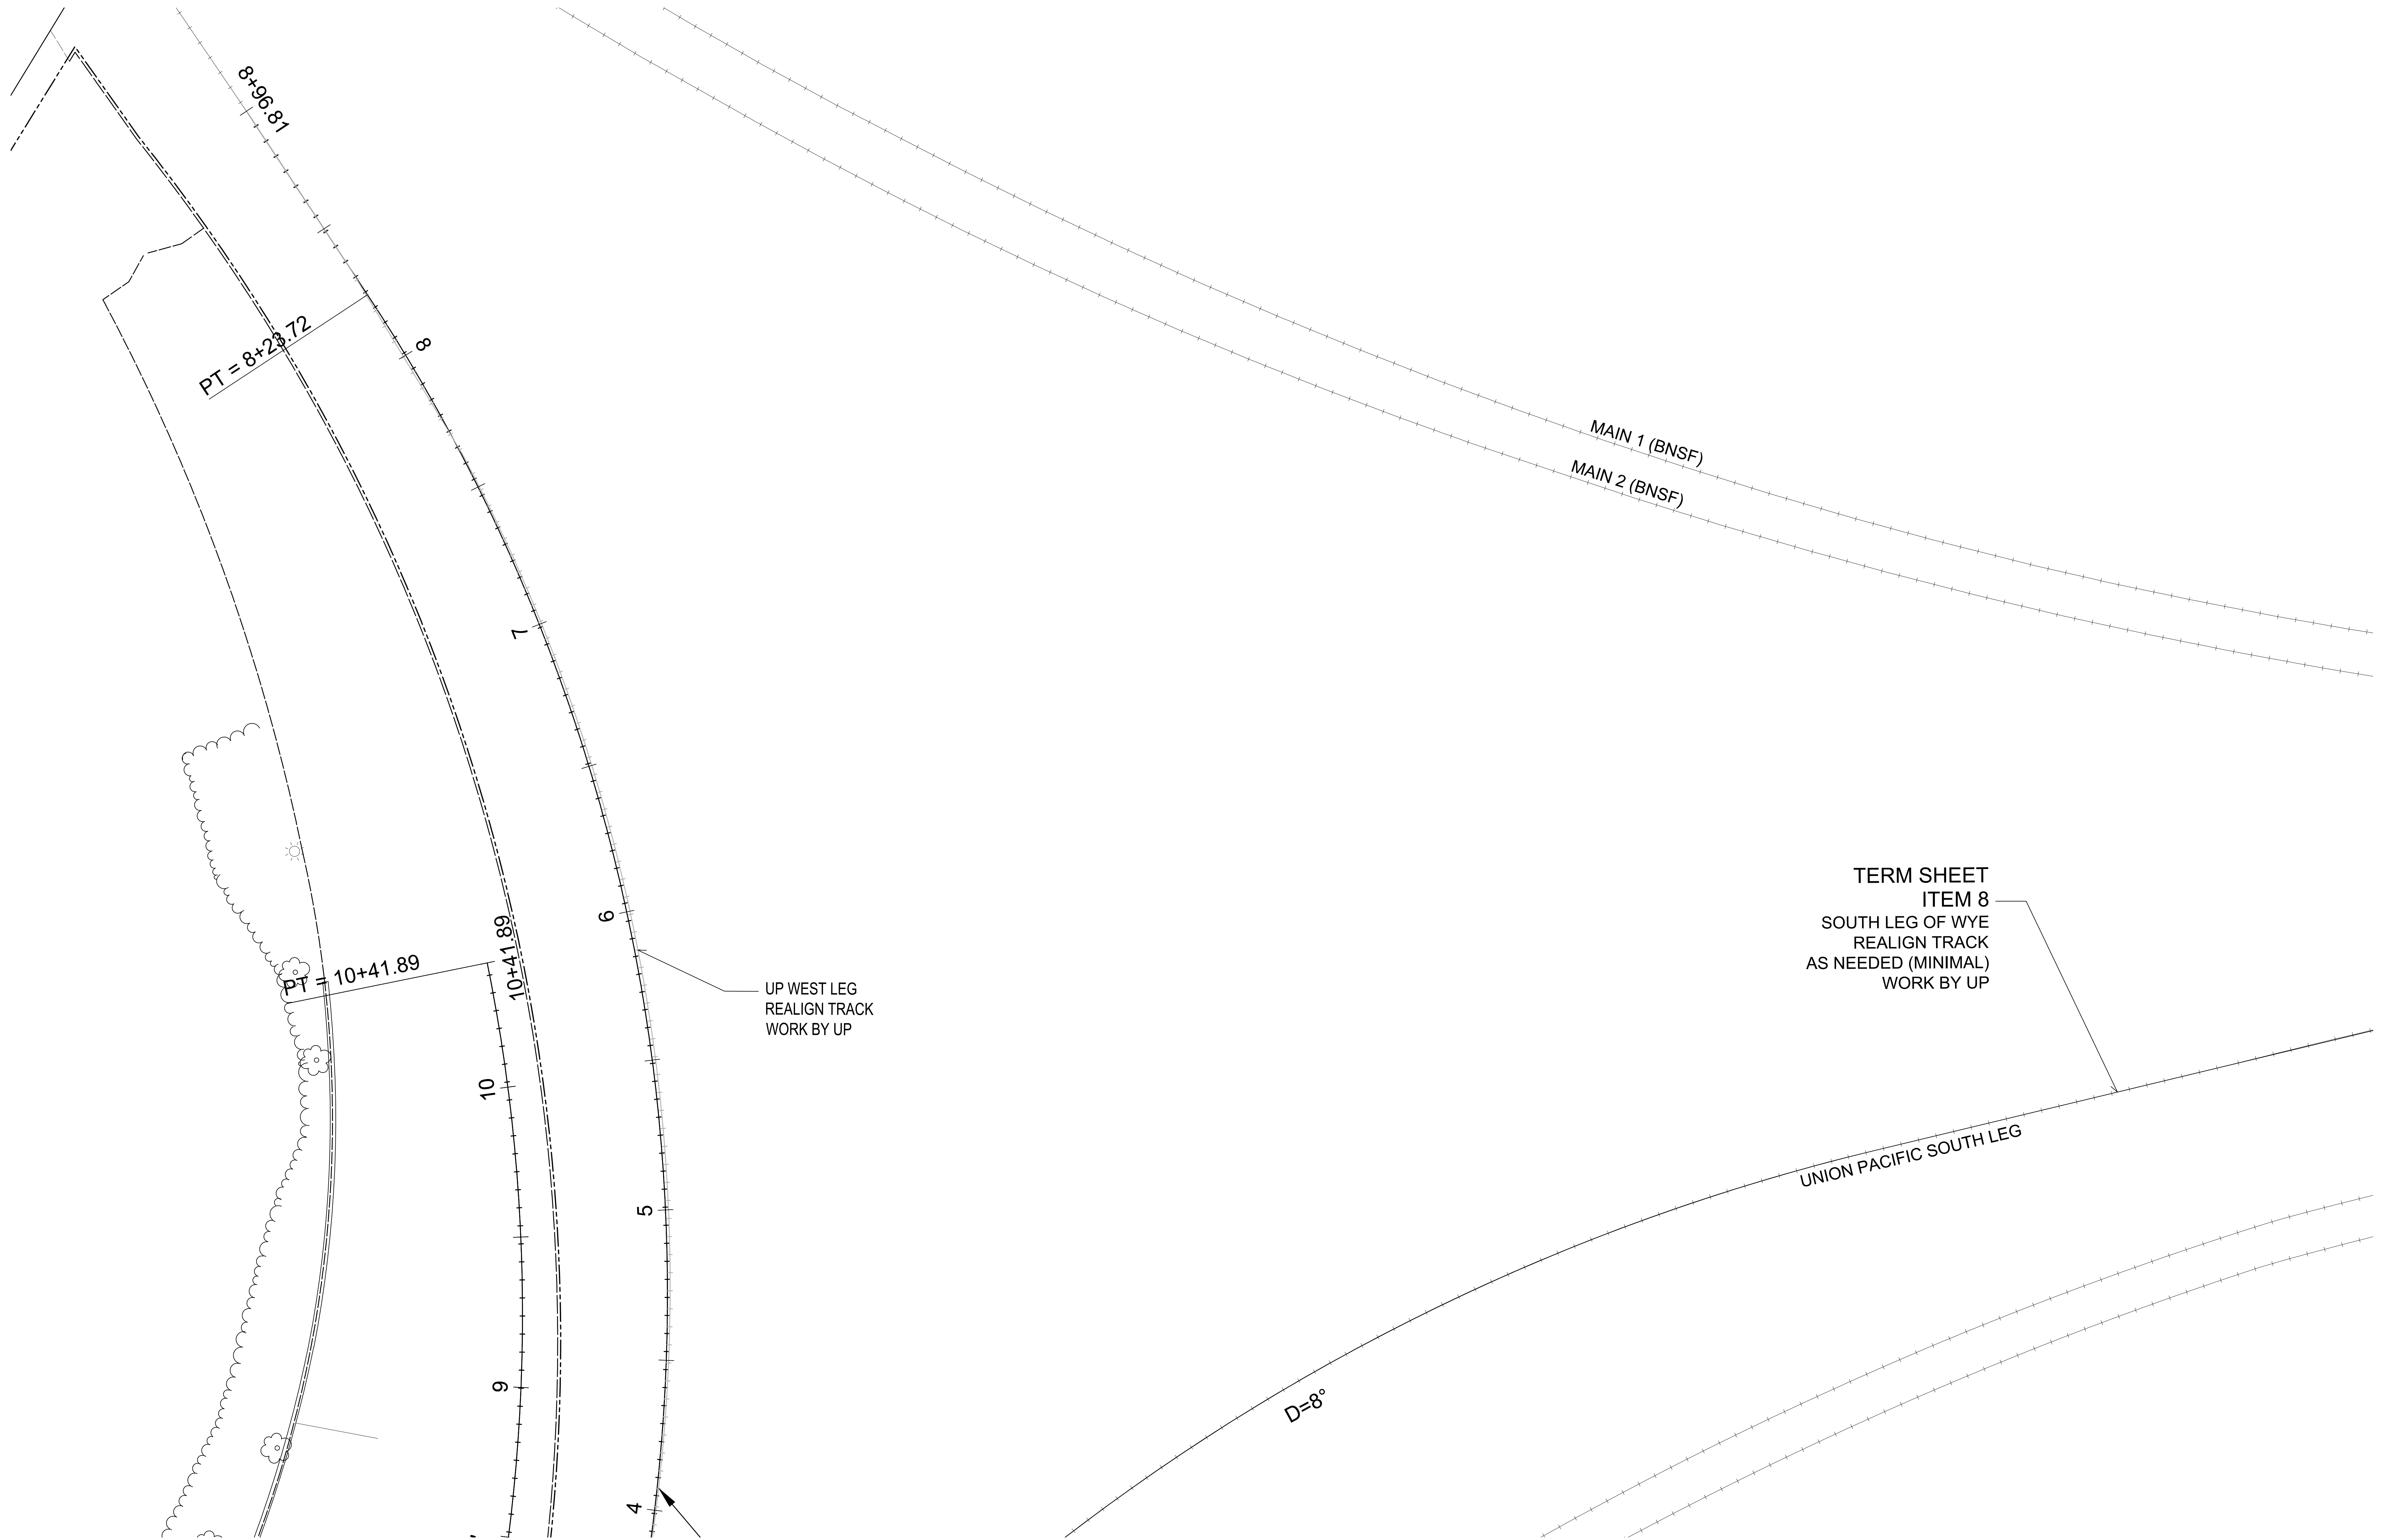 8+96.81
PT = 8+23.72
8
MAIN 1 (BNSF)
MAIN 2 (BNSF)
7
6
TERM SHEET
ITEM 8
SOUTH LEG OF WYE
REALIGN TRACK
AS NEEDED (MINIMAL)
WORK BY UP
10+41.89
PT = 10+41.89
UP WEST LEG
REALIGN TRACK
WORK BY UP
10
UNION PACIFIC SOUTH LEG
5
9
D=8°
4